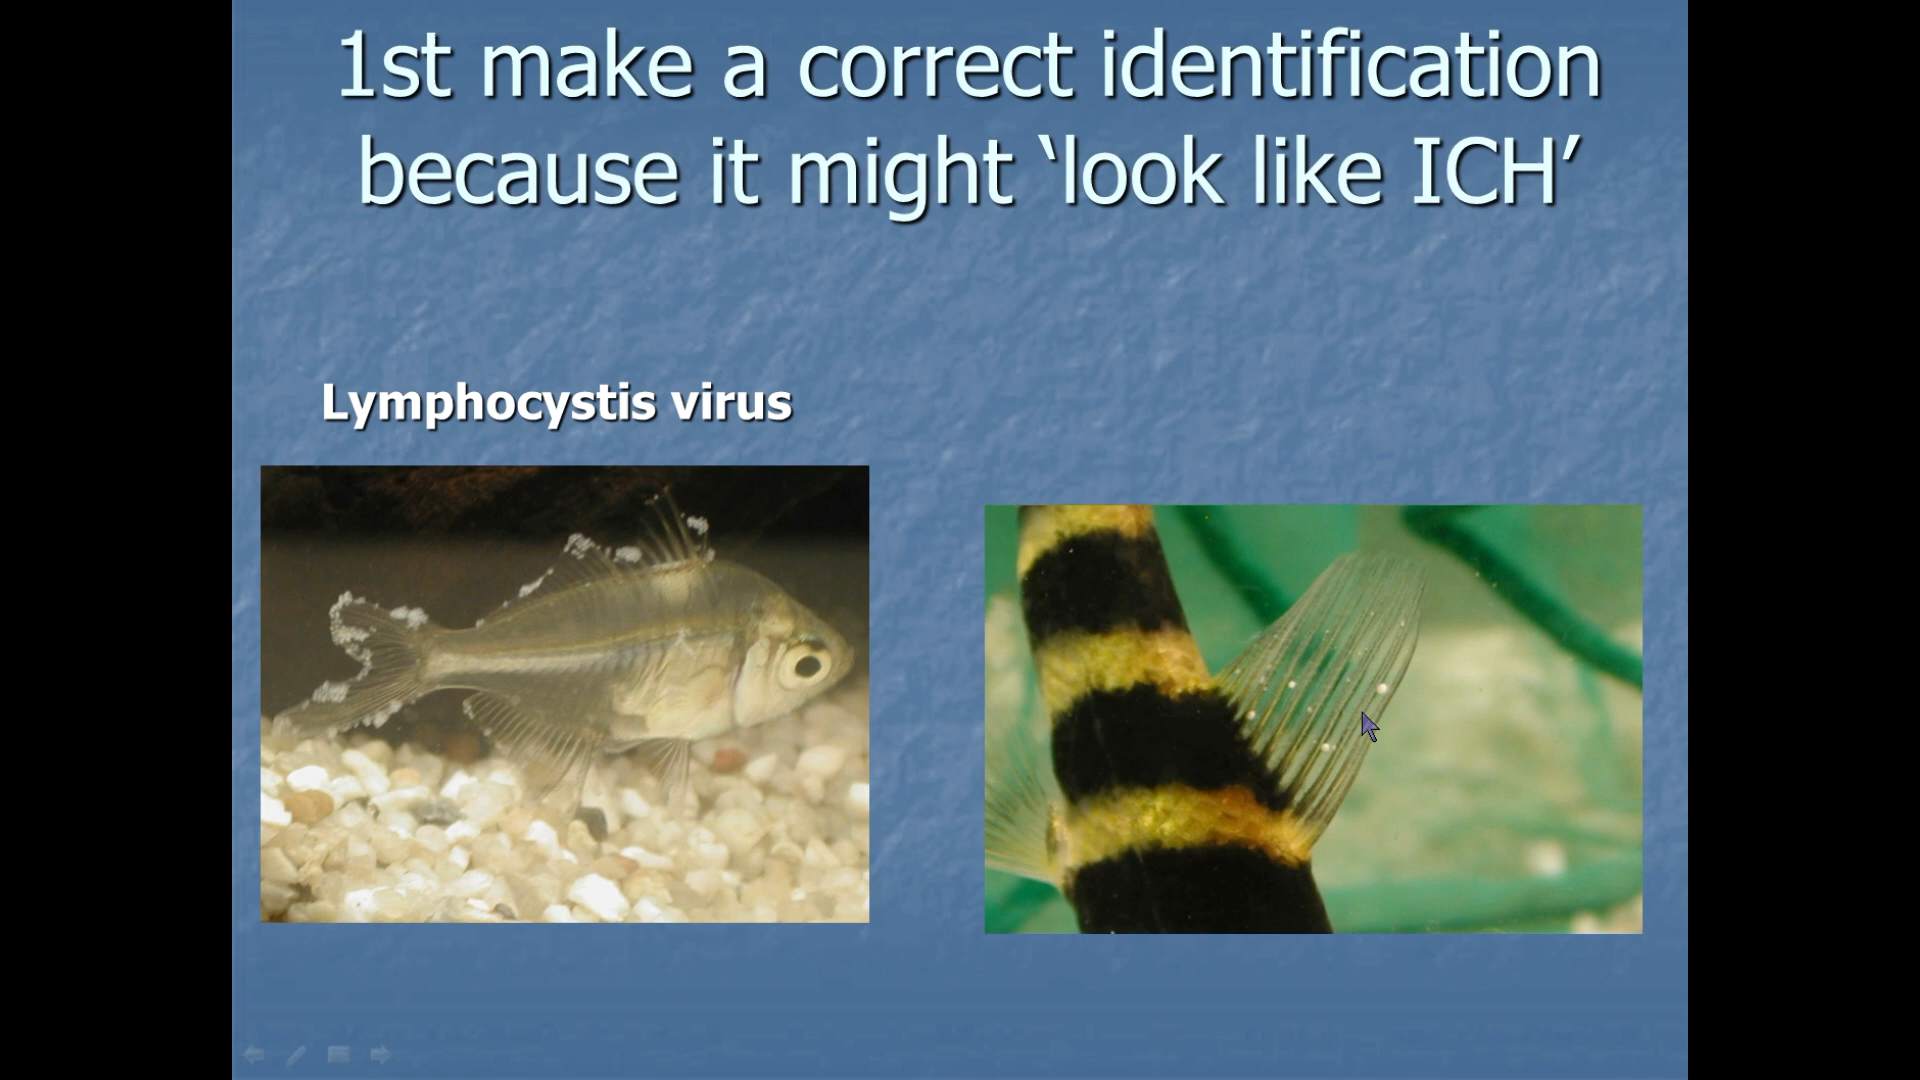 1st make a correct identification
because it might ‘look like ICH’
Lymphocystis virus